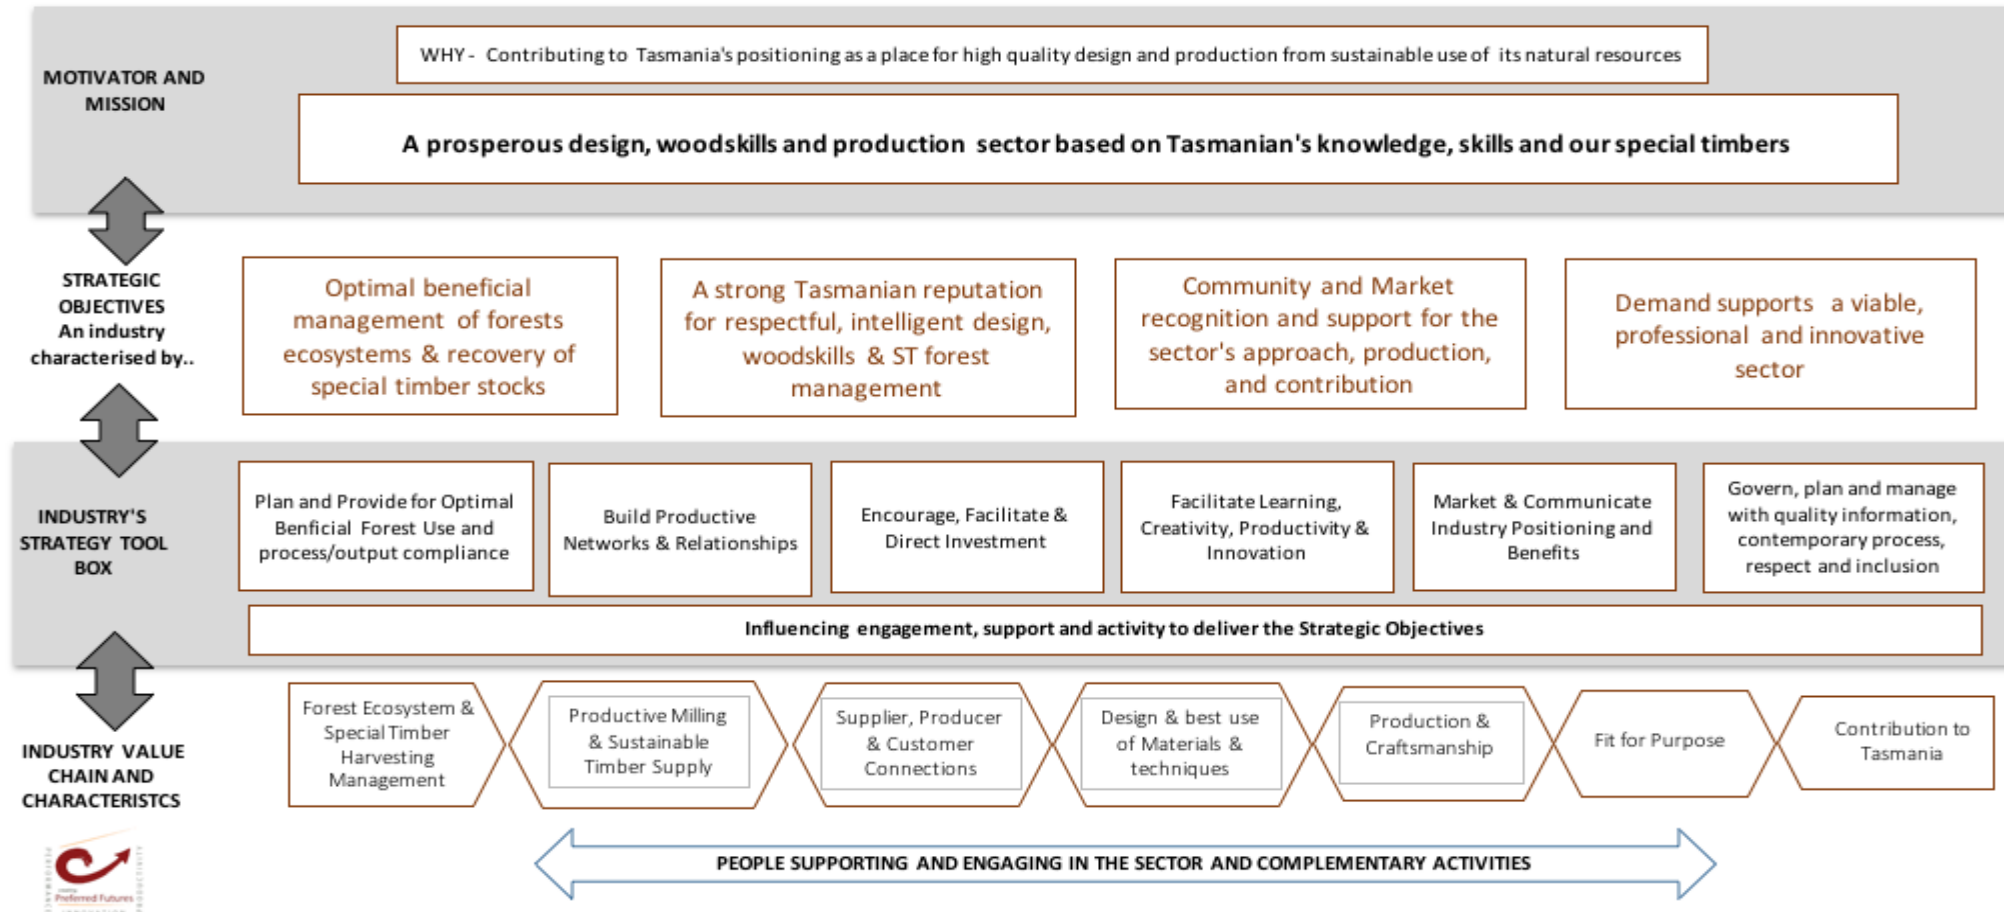 WHY - Contributing to Tasmania's positioning as a place for high quality design and production from sustainable use of its natural resources
MOTIVATOR AND
MISSION
A prosperous design, woodskills and production sector based on Tasmanian's knowledge, skills and our special timbers
STRATEGIC
OBJECTIVES
An industry
characterised by..
Optimal beneficial
management of forests
ecosystems & recovery of
special timber stocks
A strong Tasmanian reputation
for respectful, intelligent design,
woodskills & ST forest
management
Community and Market
recognition and support for the
sector's approach, production,
and contribution
Demand supports a viable,
professional and innovative
sector
INDUSTRY'S
STRATEGY TOOL
BOX
Plan and Provide for Optimal
Benficial Forest Use and
process/output compliance
Build Productive
Networks & Relationships
Encourage, Facilitate &
Direct Investment
Facilitate Learning,
Creativity, Productivity &
Innovation
Market & Communicate
Industry Positioning and
Benefits
Govern, plan and manage
with quality information,
contemporary process,
respect and inclusion
Influencing engagement, support and activity to deliver the Strategic Objectives
INDUSTRY VALUE
CHAIN AND
CHARACTERISTCS
Forest Ecosystem &
Special Timber
Harvesting
Management
Productive Milling
& Sustainable
Timber Supply
Supplier, Producer
& Customer
Connections
Design & best use
of Materials &
techniques
Production &
Craftsmanship
Fit for Purpose
Contribution to
Tasmania
PEOPLE SUPPORTING AND ENGAGING IN THE SECTOR AND COMPLEMENTARY ACTIVITIES
Preferred Futures
INNOVATION